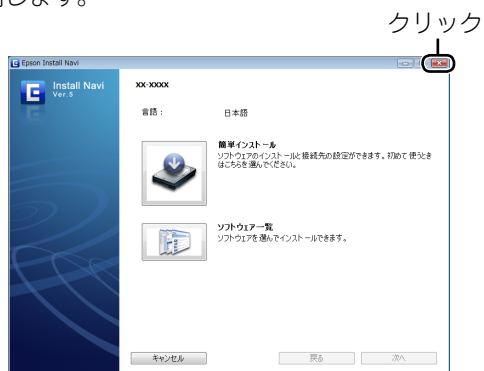 します。
クリック
Epson Install Navi
Install Navi
Ver.5
XX-XXXX
言語：
日本語
簡単インストール
ソフトウェアのインストールと接続先の設定ができます。初めて使うとき
はこちらを選んでください。
ソフトウェア一覧
ソフトウェアを選んでインストールできます。
キャンセル
戻る
次へ